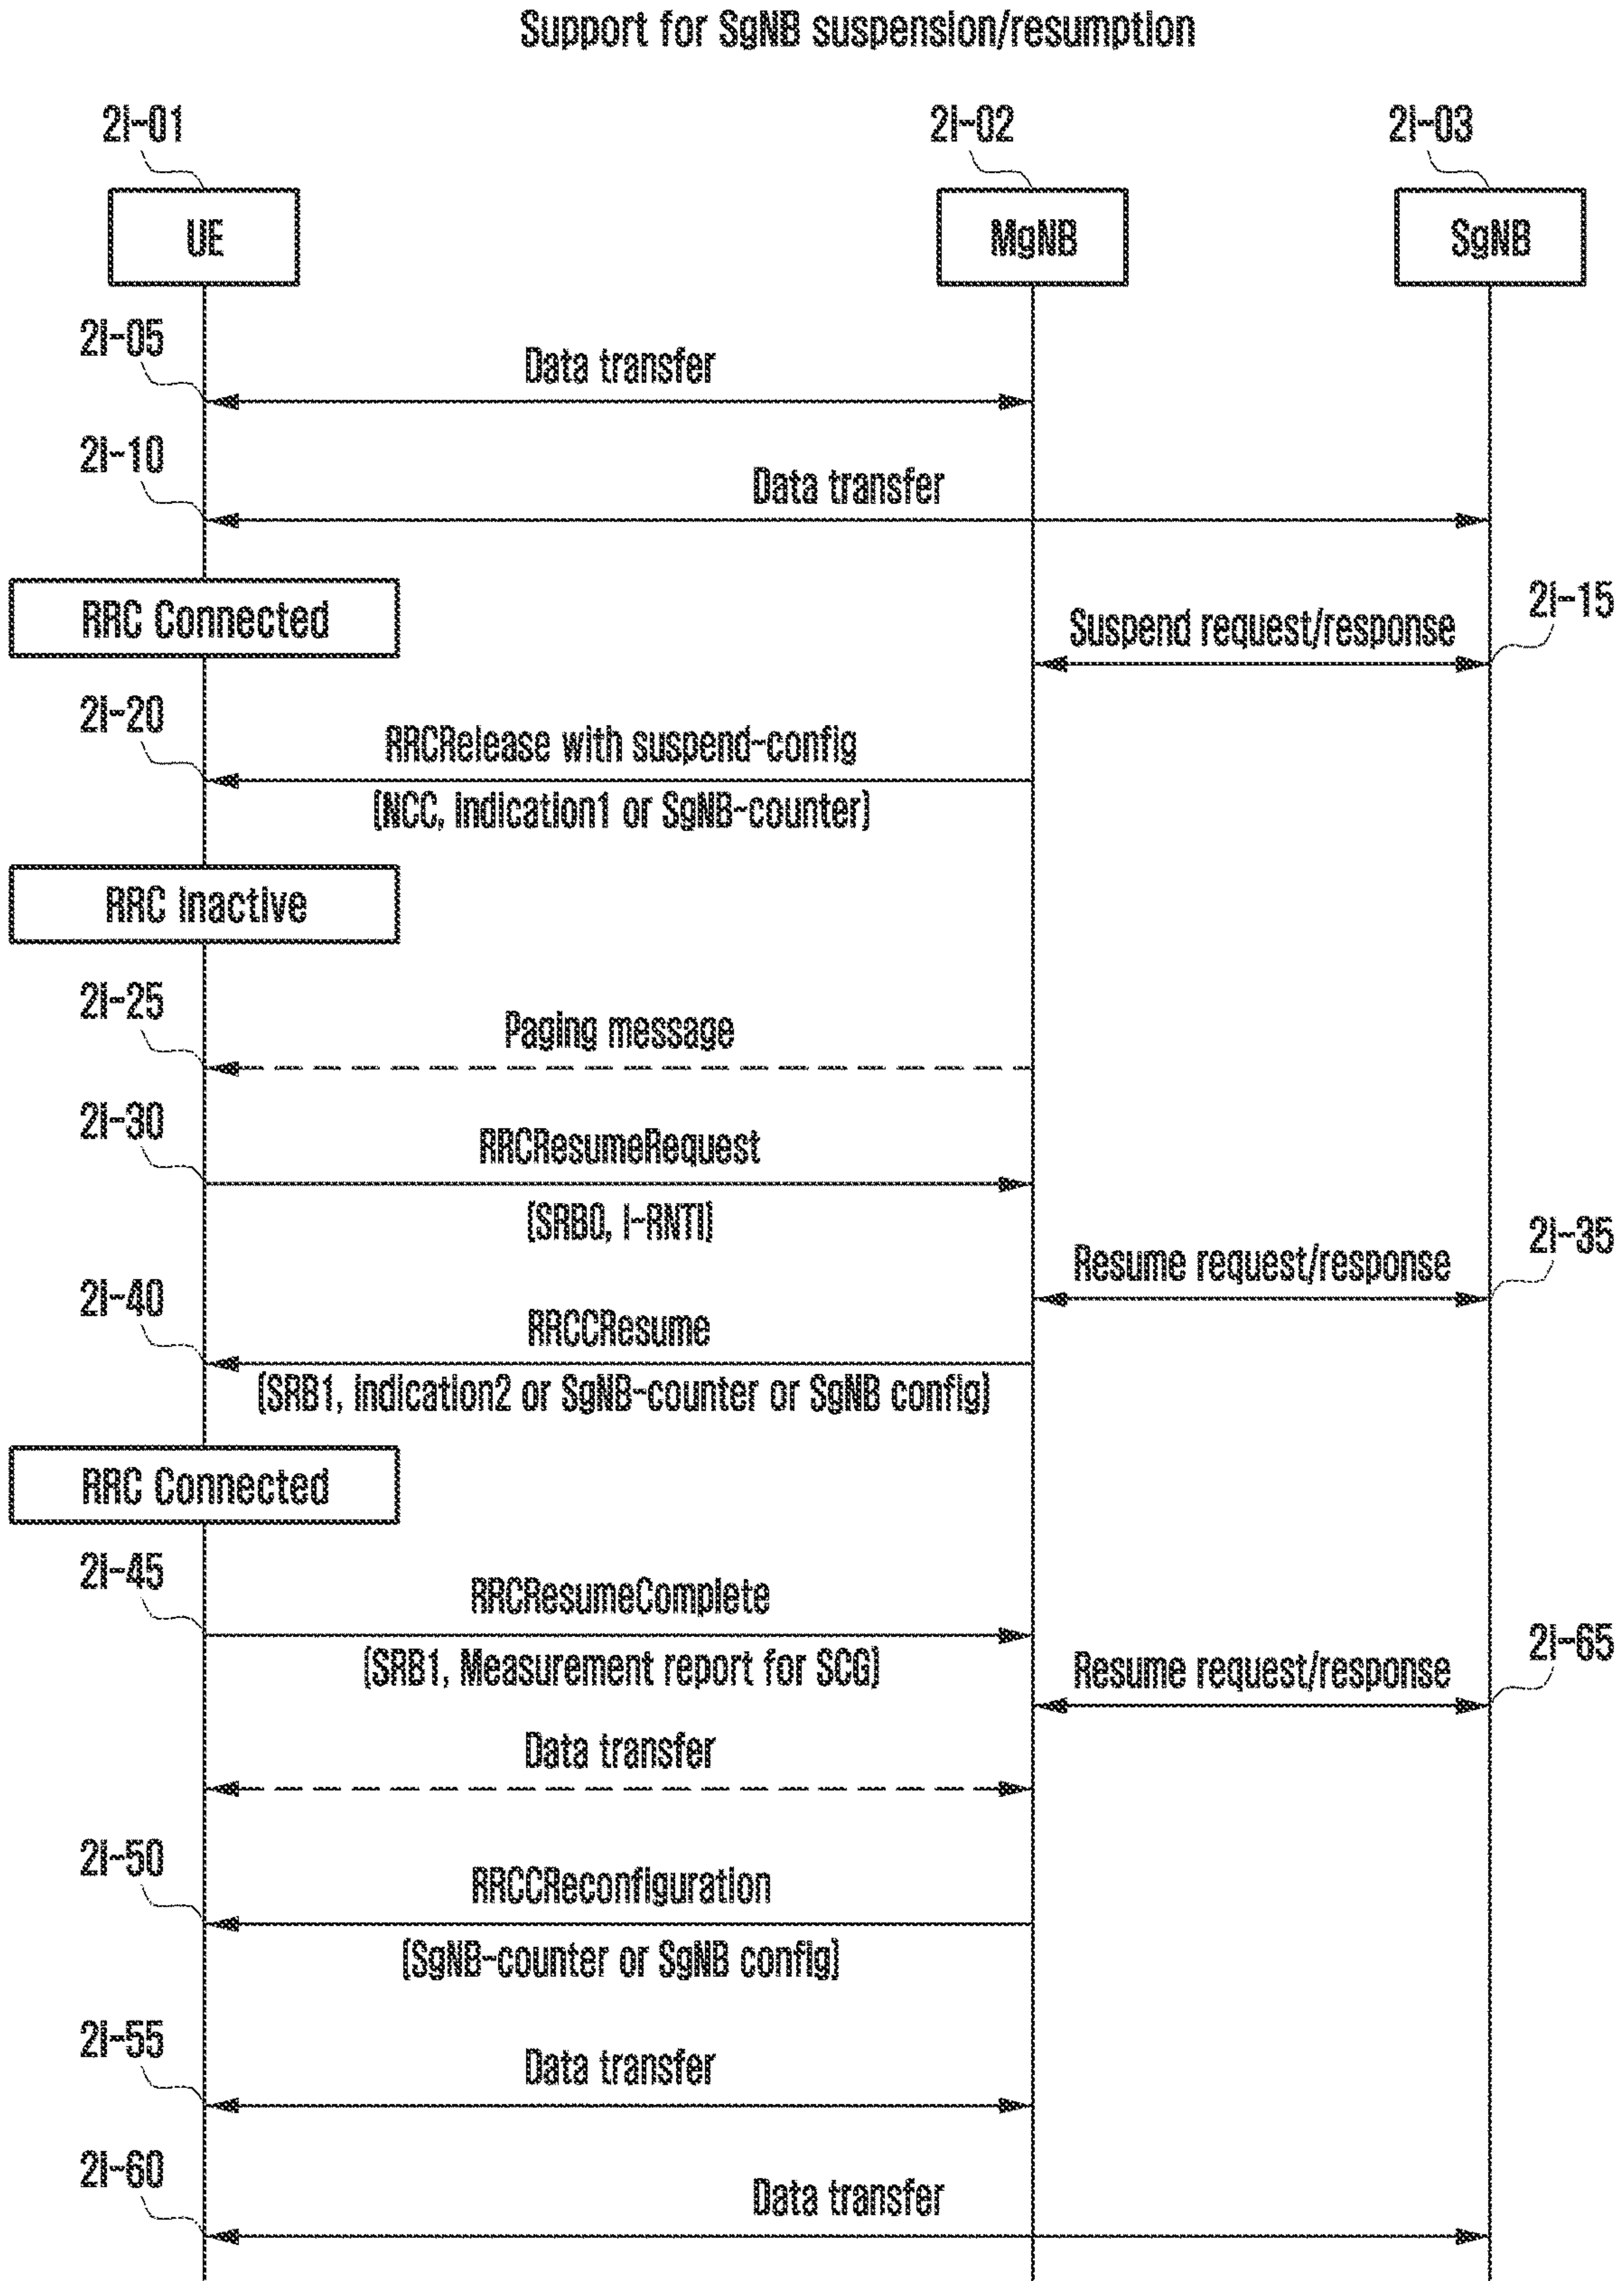 Support for SgNB suspension/resumption
2i-01
2i-02
2i-03
UE
MgNB
SgNB
2i-05
Data transfer
2i-10
Data transfer
RRC Connected
2i-15
Suspend request/response
2i-20
RRCRelease with suspend-config
(NCC, indication1 or SgNB-counter)
RRC Inactive
2i-25
Paging message
2i-30
RRCResumeRequest
(SRB0, I-RNTI)
2i-35
Resume request/response
2i-40
RRCCResume
(SRB1, indication2 or SgNB-counter or SgNB config)
RRC Connected
2i-45
RRCResumeComplete
(SRB1, Measurement report for SCG)
2i-65
Resume request/response
Data transfer
2i-50
RRCCReconfiguration
(SgNB-counter or SgNB config)
2i-55
Data transfer
2i-60
Data transfer